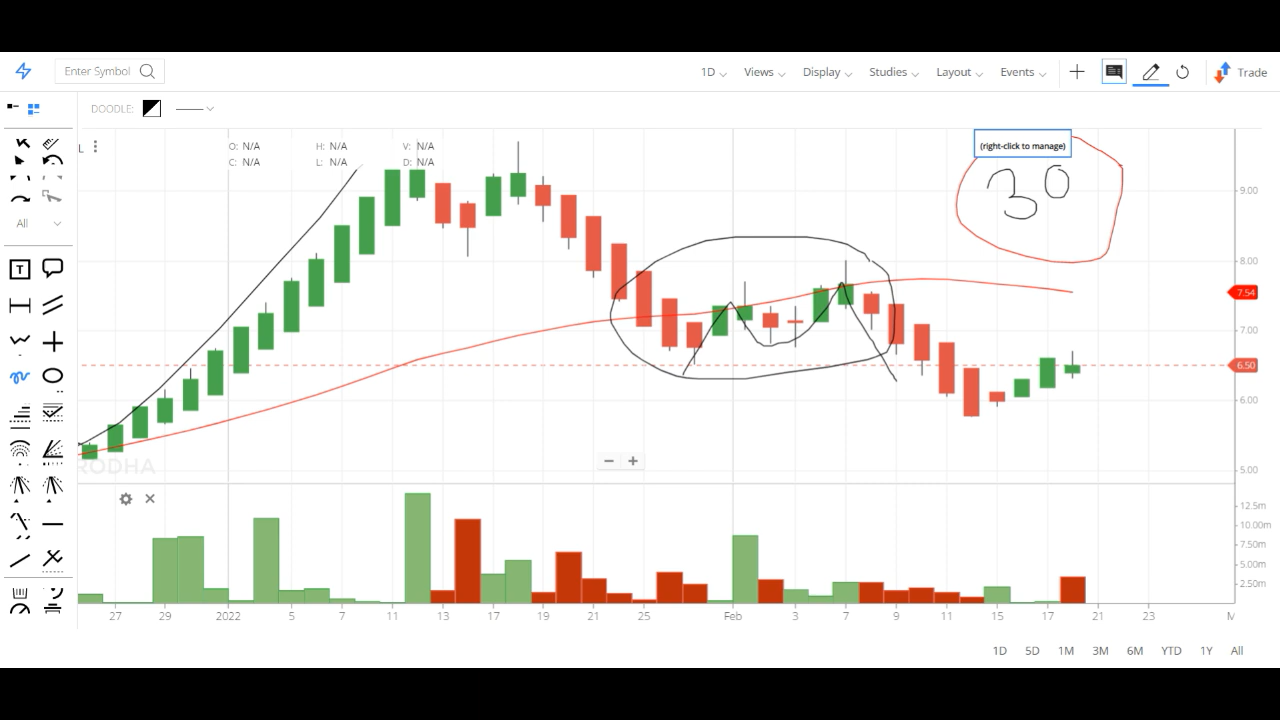 Enter Symbol
1D Views Display Studies Layout Events Trade
DOODLE:
L O: N/A H: N/A V: N/A
C: N/A L: N/A D: N/A
(right-click to manage)
30
All
9.00
8.00
7.54
7.00
6.50
6.00
5.00
T
RODHA
12.5m
10.00m
7.50m
5.00m
2.50m
27 29 2022 5 7 11 13 17 19 21 25 Feb 3 7 9 11 15 17 21 23 M
1D 5D 1M 3M 6M YTD 1Y All